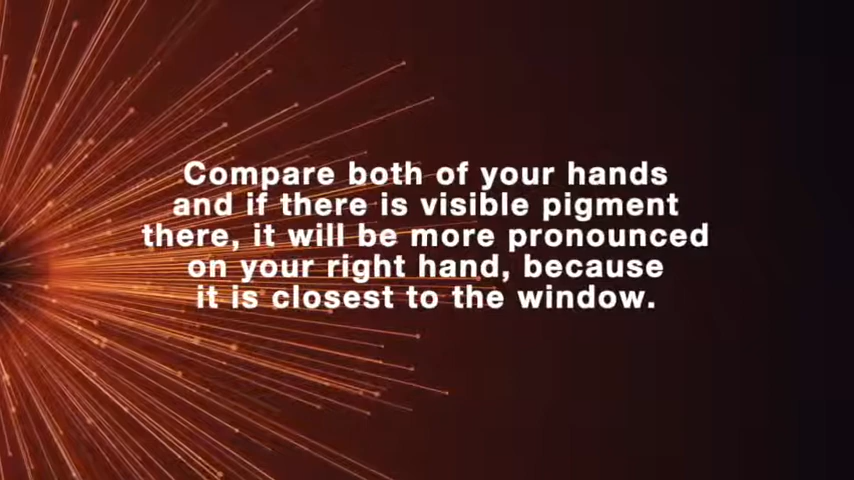 Compare both of your hands
and if there is visible pigment
there, it will be more pronounced
on your right hand, because
it is closest to the window.